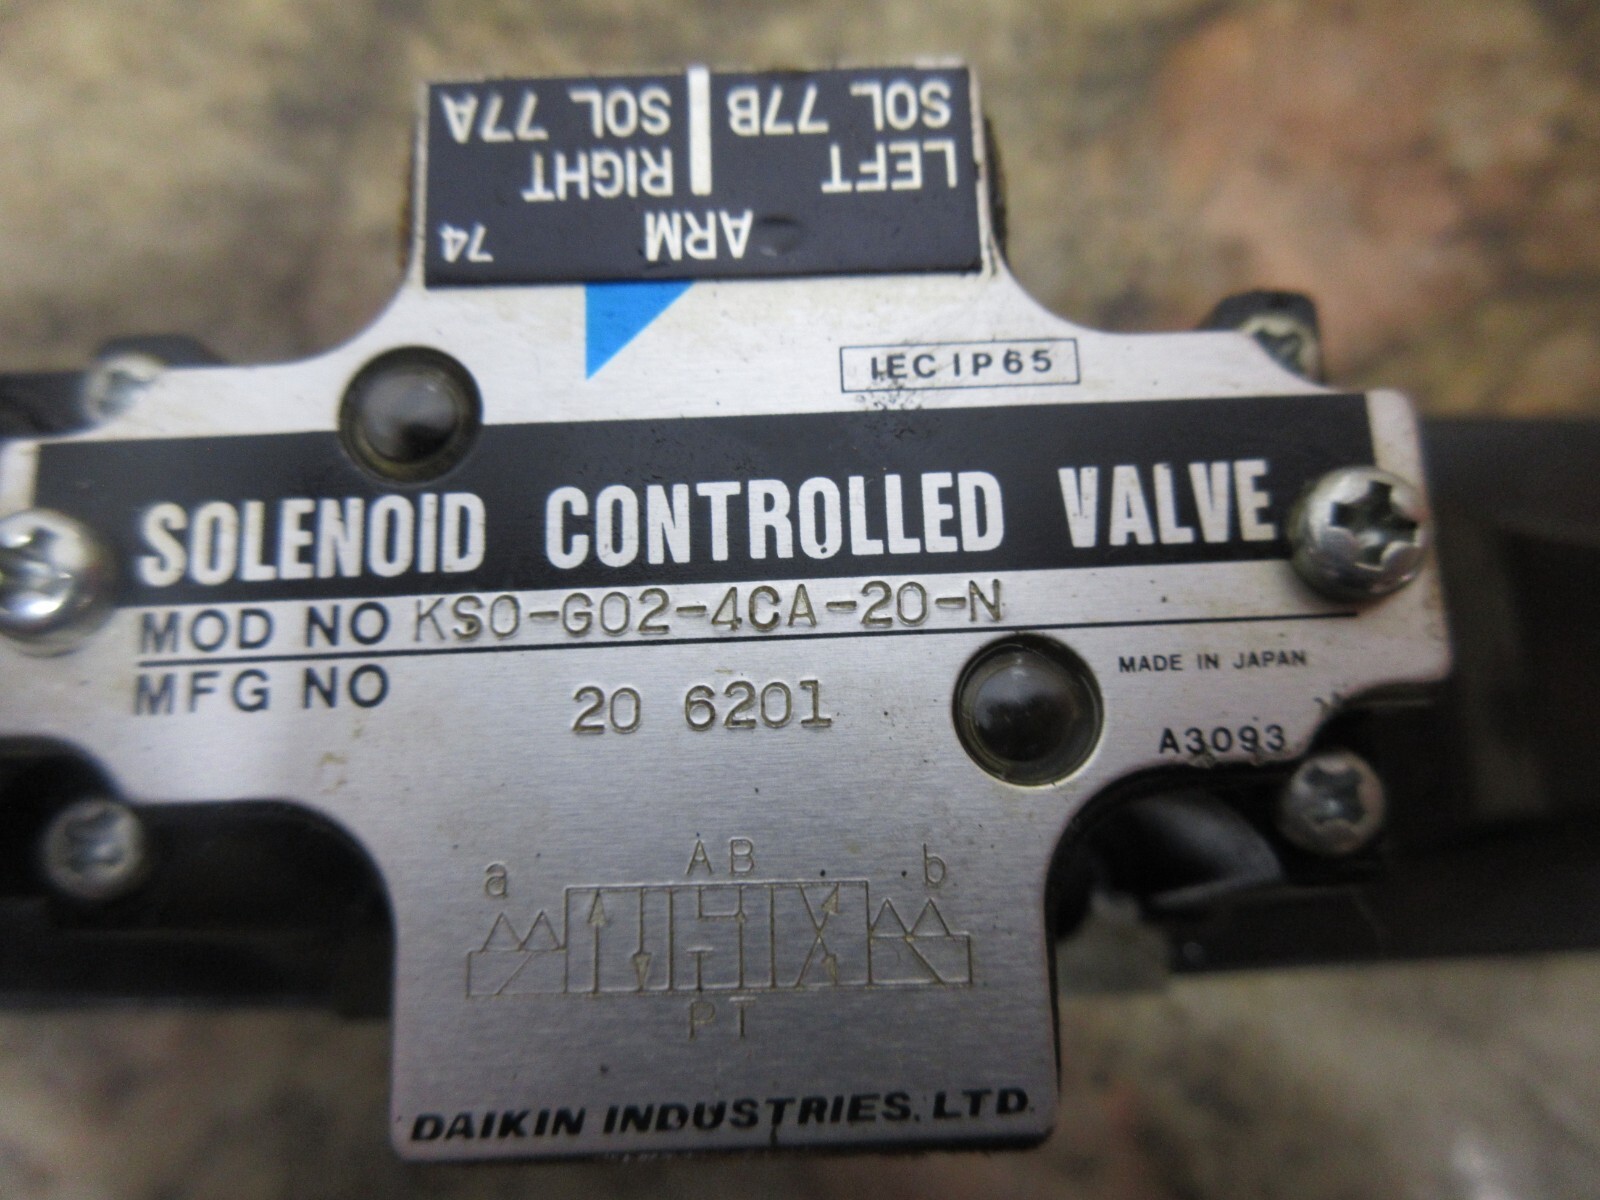 74 ARM
RIGHT LEFT
SOL 77A SOL 77B
IEC IP65
SOLENOID CONTROLLED VALVE
MOD NO KSO-G02-4CA-20-N
MFG NO 20 6201
MADE IN JAPAN
A3093
a AB b
PT
DAIKIN INDUSTRIES, LTD.